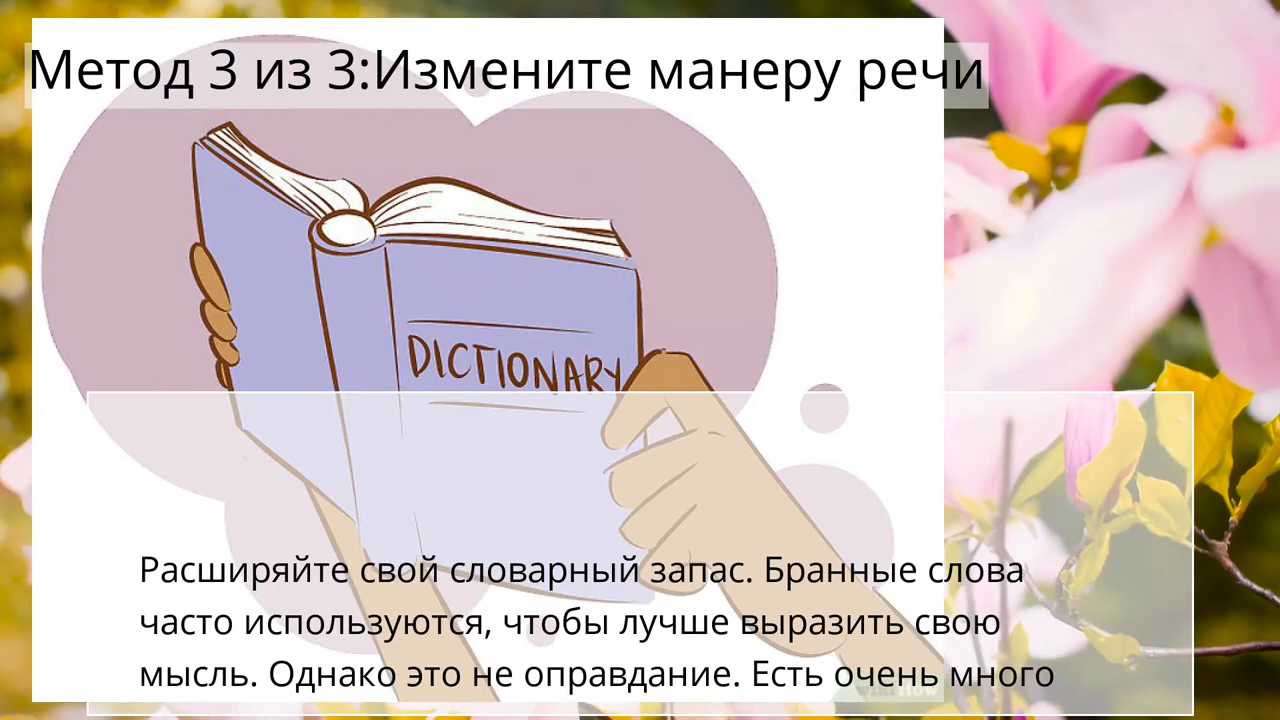 Метод 3 из 3:Измените манеру речи
DICTIONARY
Расширяйте свой словарный запас. Бранные слова
часто используются, чтобы лучше выразить свою
мысль. Однако это не оправдание. Есть очень много
wikiHow